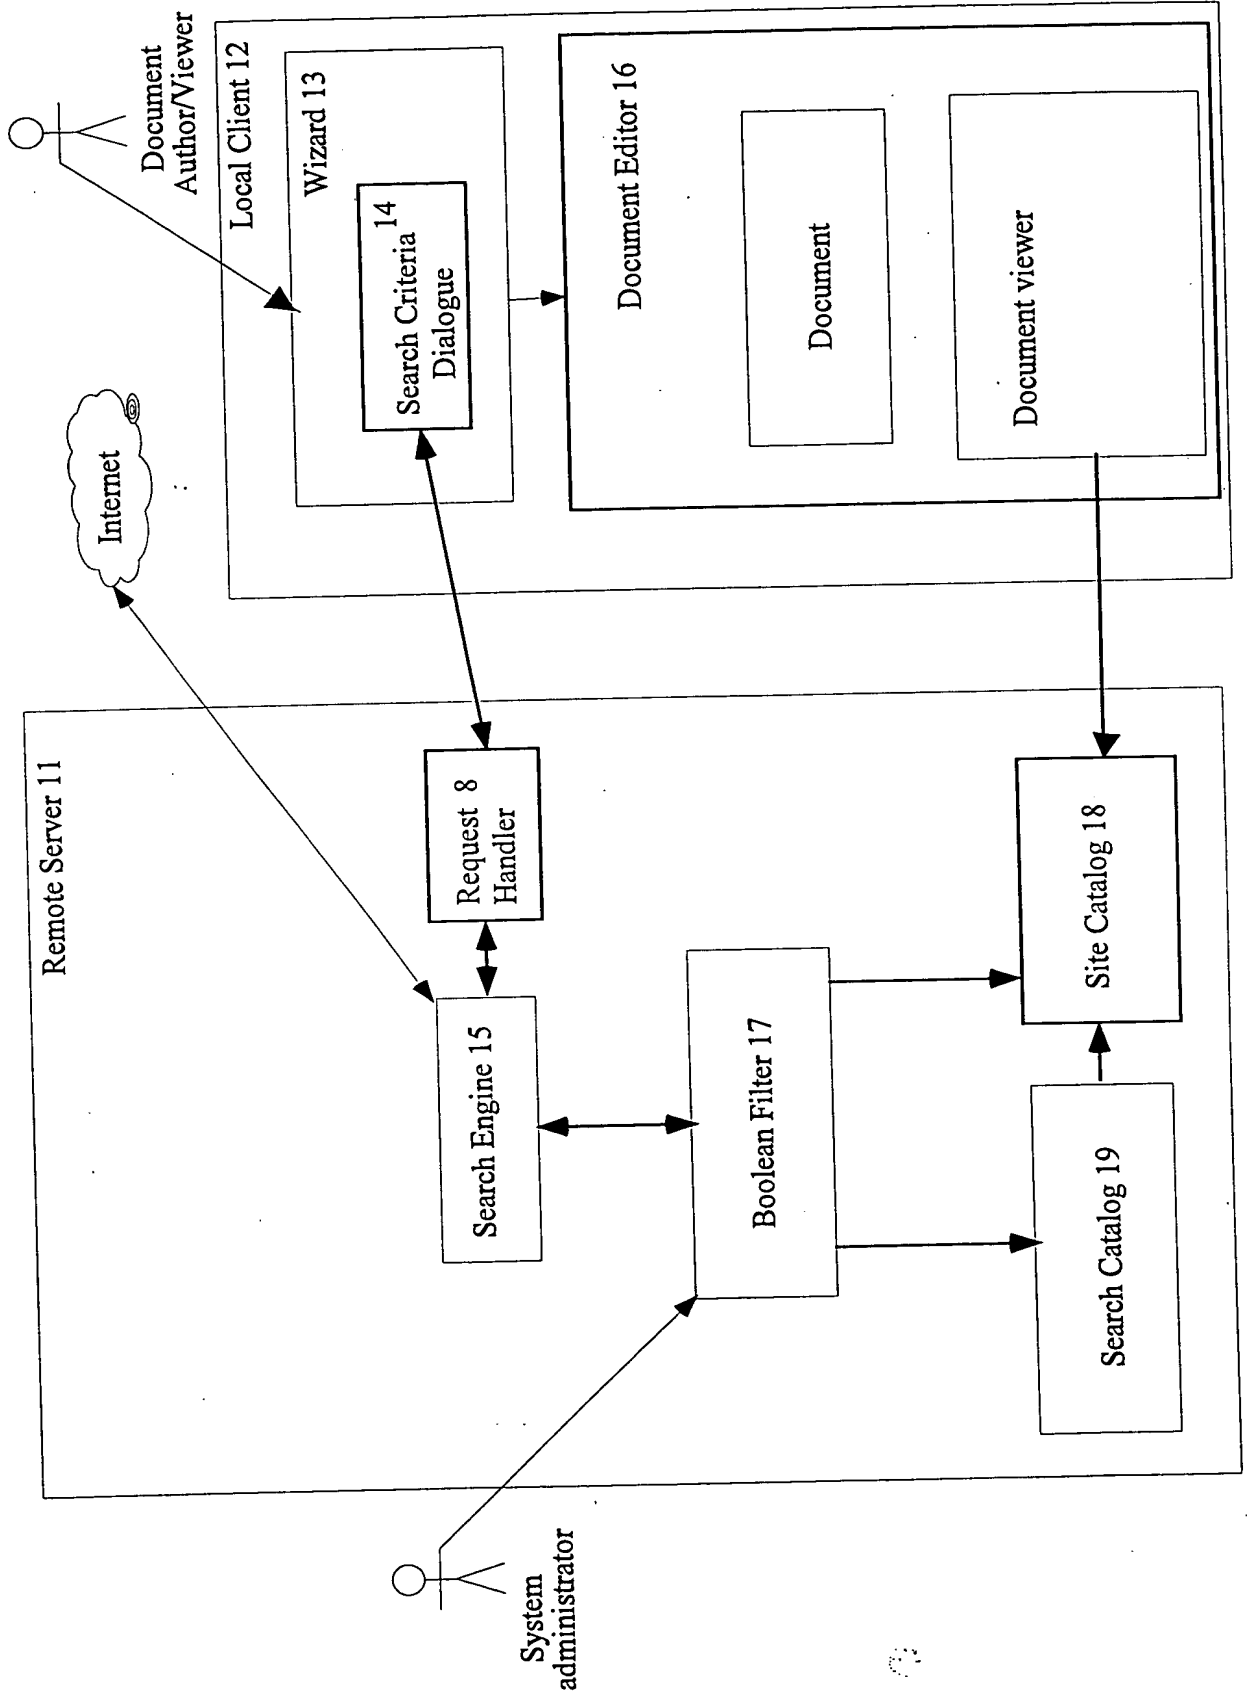 Remote Server 11
Internet
Document
Author/Viewer
Local Client 12
Wizard 13
Search Criteria 14
Dialogue
Request 8
Handler
Search Engine 15
System
administrator
Boolean Filter 17
Document Editor 16
Document
Document viewer
Search Catalog 19
Site Catalog 18